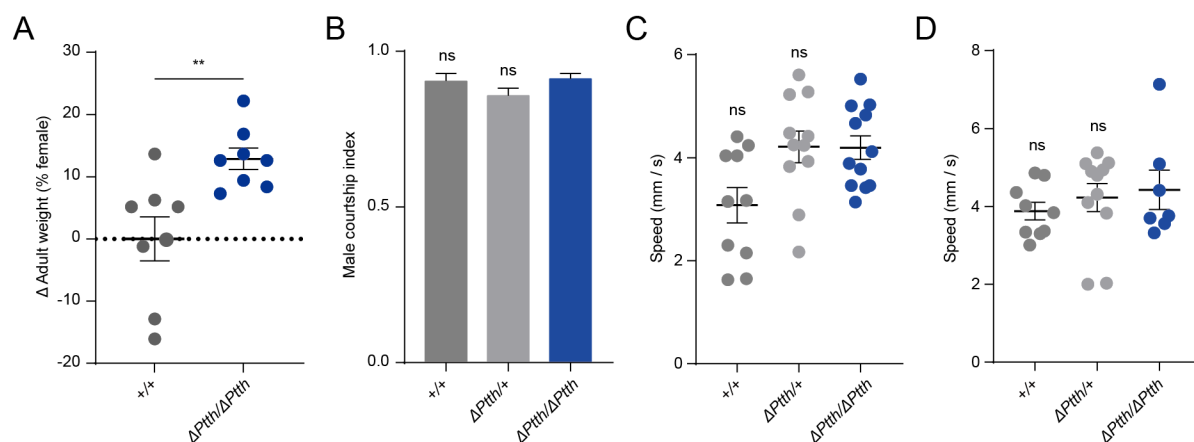 A
Δ Adult weight (% female)
30
20
10
0
-10
-20
**
+/+
ΔPtth/ΔPtth
B
Male courtship index
1.0
0.5
0.0
ns
ns
+/+
ΔPtth/+
ΔPtth/ΔPtth
C
Speed (mm / s)
6
4
2
0
ns
ns
+/+
ΔPtth/+
ΔPtth/ΔPtth
D
Speed (mm / s)
8
6
4
2
0
ns
ns
+/+
ΔPtth/+
ΔPtth/ΔPtth